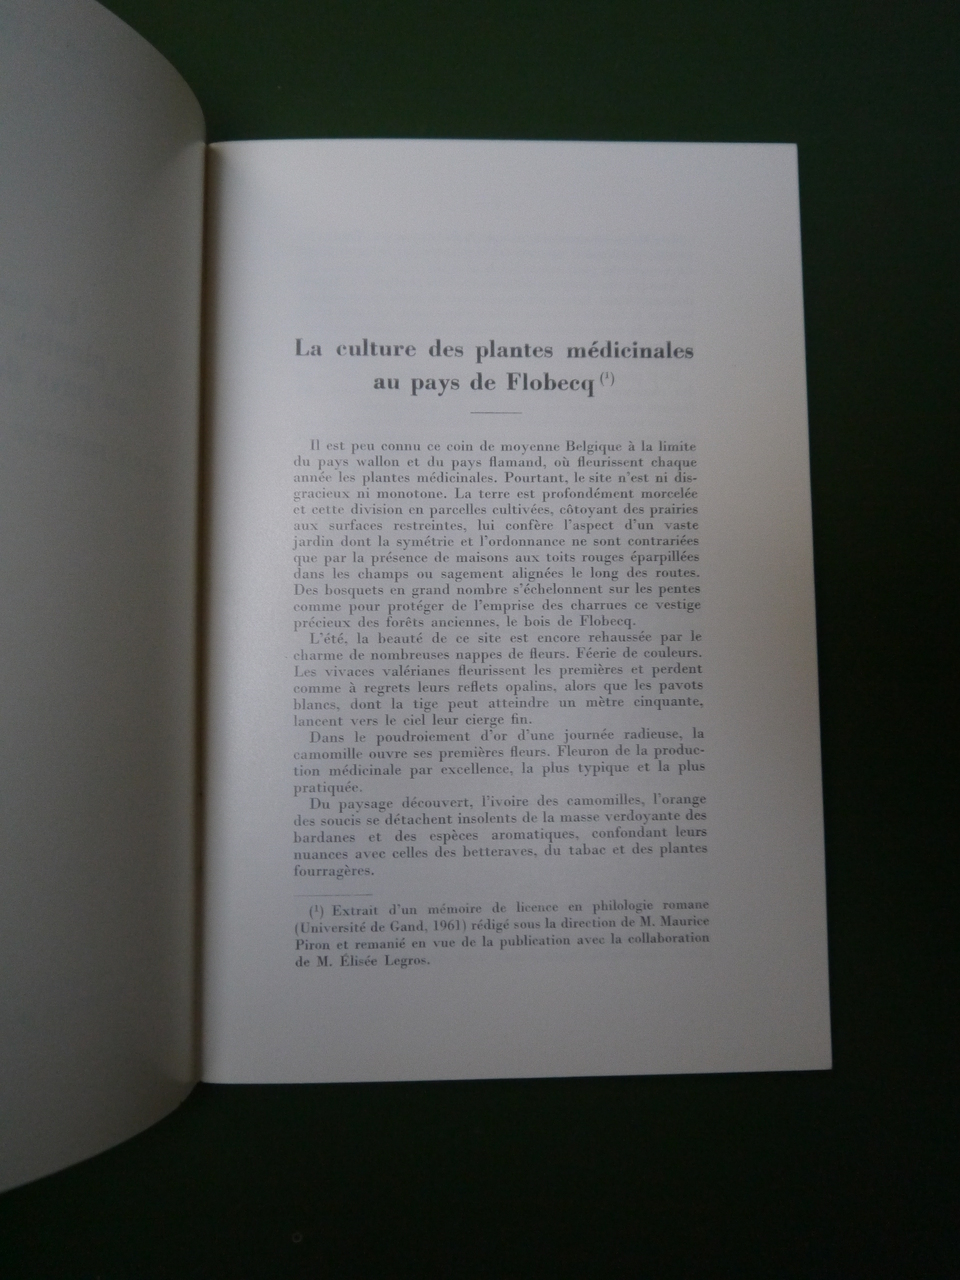 La culture des plantes médicinales
au pays de Flobecq (¹)
Il est peu connu ce coin de moyenne Belgique à la limite
du pays wallon et du pays flamand, où fleurissent chaque
année les plantes médicinales. Pourtant, le site n'est ni dis-
gracieux ni monotone. La terre est profondément morcelée
et cette division en parcelles cultivées, côtoyant des prairies
aux surfaces restreintes, lui confère l'aspect d'un vaste
jardin dont la symétrie et l'ordonnance ne sont contrariées
que par la présence de maisons aux toits rouges éparpillées
dans les champs ou sagement alignées le long des routes.
Des bosquets en grand nombre s'échelonnent sur les pentes
comme pour protéger de l'emprise des charrues ce vestige
précieux des forêts anciennes, le bois de Flobecq.
L'été, la beauté de ce site est encore rehaussée par le
charme de nombreuses nappes de fleurs. Féerie de couleurs.
Les vivaces valérianes fleurissent les premières et perdent
comme à regrets leurs reflets opalins, alors que les pavots
blancs, dont la tige peut atteindre un mètre cinquante,
lancent vers le ciel leur cierge fin.
Dans le poudroiement d'or d'une journée radieuse, la
camomille ouvre ses premières fleurs. Fleuron de la produc-
tion médicinale par excellence, la plus typique et la plus
pratiquée.
Du paysage découvert, l'ivoire des camomilles, l'orange
des soucis se détachent insolents de la masse verdoyante des
bardanes et des espèces aromatiques, confondant leurs
nuances avec celles des betteraves, du tabac et des plantes
fourragères.
(¹) Extrait d'un mémoire de licence en philologie romane
(Université de Gand, 1961) rédigé sous la direction de M. Maurice
Piron et remanié en vue de la publication avec la collaboration
de M. Élisée Legros.